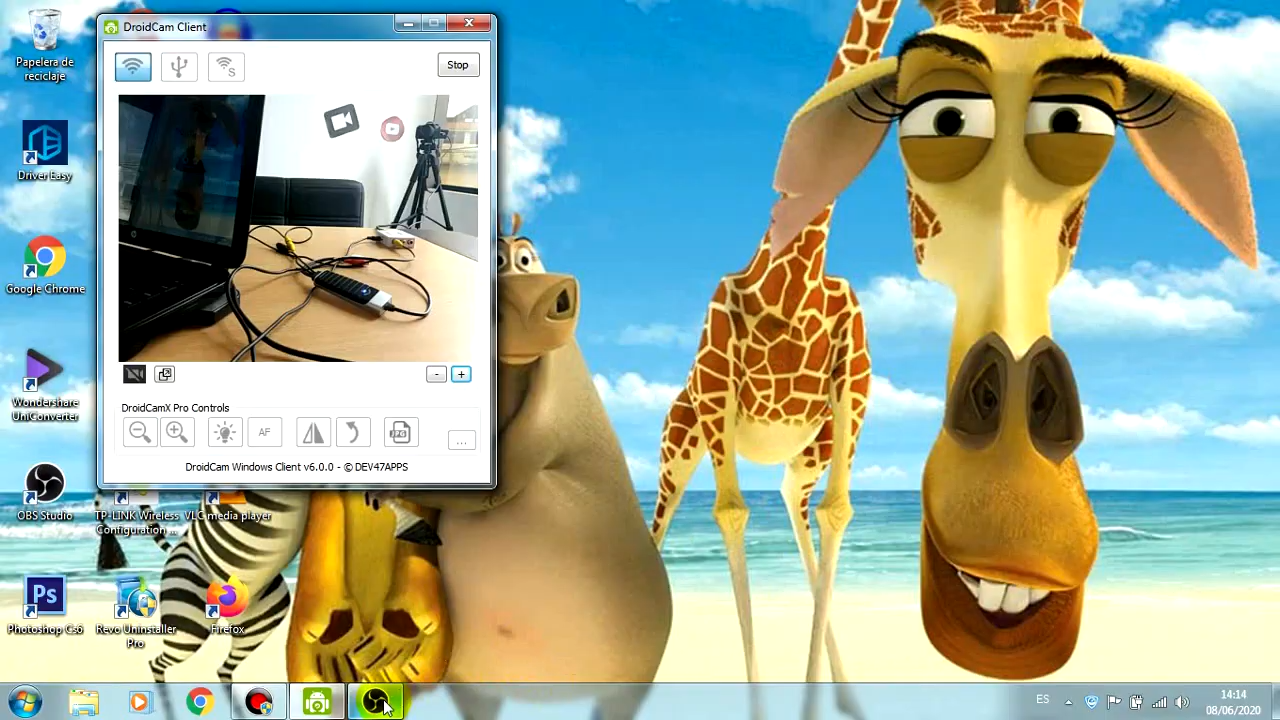 DroidCam Client
Stop
S
- +
DroidCamX Pro Controls
AF
JPG
...
DroidCam Windows Client v6.0.0 - © DEV47APPS
Papelera de
reciclaje
Driver Easy
Google Chrome
Wondershare
UniConverter
OBS Studio
TP-LINK Wireless
Configuration ...
VLC media player
Ps
Photoshop Cs6
Revo Uninstaller
Pro
Firefox
ES
14:14
08/06/2020